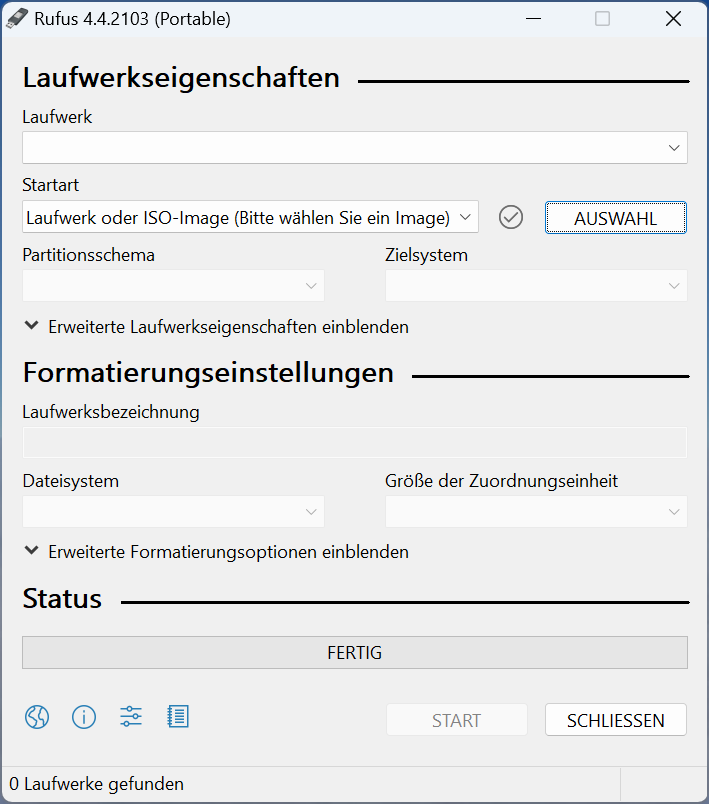 Rufus 4.4.2103 (Portable)
Laufwerkseigenschaften
Laufwerk
Startart
Laufwerk oder ISO-Image (Bitte wählen Sie ein Image)
AUSWAHL
Partitionsschema
Zielsystem
Erweiterte Laufwerkseigenschaften einblenden
Formatierungseinstellungen
Laufwerksbezeichnung
Dateisystem
Größe der Zuordnungseinheit
Erweiterte Formatierungsoptionen einblenden
Status
FERTIG
START
SCHLIESSEN
0 Laufwerke gefunden